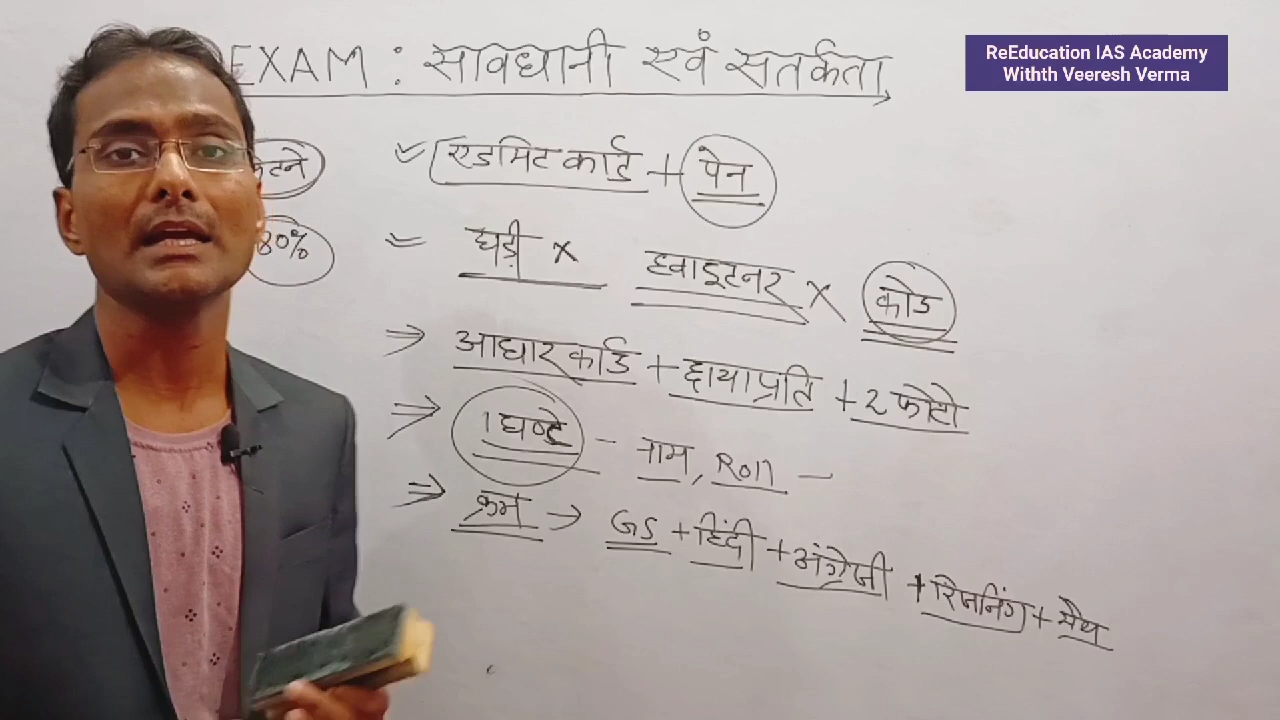 ReEducation IAS Academy
Withth Veeresh Verma
EXAM : सावधानी एवं सतर्कता
एडमिट कार्ड + पेन
80%
घड़ी × ह्वाइटनर × कोड
⇒ आधार कार्ड + छायाप्रति + 2 फोटो
⇒ 1 घण्टे - नाम, Roll -
⇒ क्रम → GS + हिंदी + अंग्रेजी + रिजनिंग + मैथ